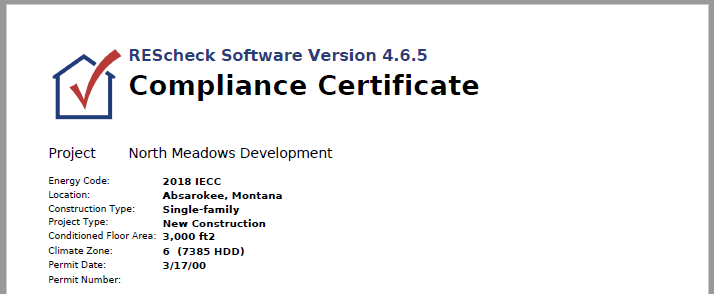 REScheck Software Version 4.6.5
Compliance Certificate
Project North Meadows Development
Energy Code: 2018 IECC
Location: Absarokee, Montana
Construction Type: Single-family
Project Type: New Construction
Conditioned Floor Area: 3,000 ft2
Climate Zone: 6 (7385 HDD)
Permit Date: 3/17/00
Permit Number: